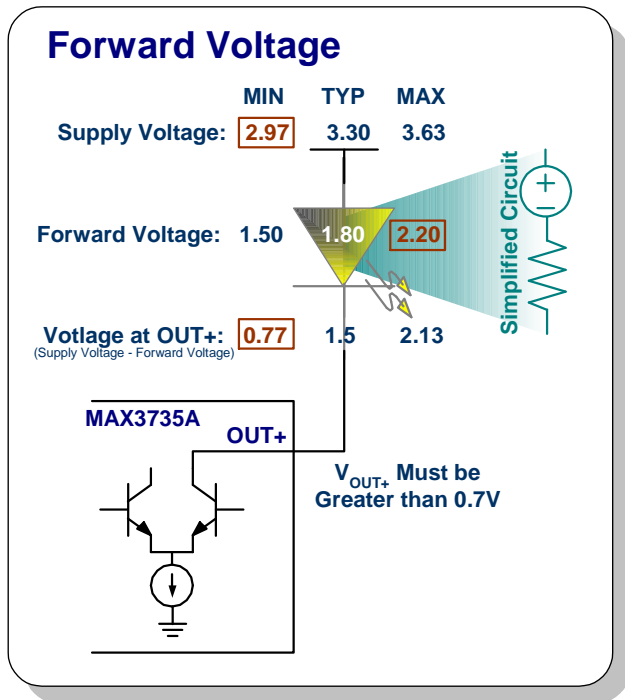 Forward Voltage
MIN TYP MAX
Supply Voltage: 2.97 3.30 3.63
Forward Voltage: 1.50 1.80 2.20
Votlage at OUT+: 0.77 1.5 2.13
(Supply Voltage - Forward Voltage)
Simplified Circuit
MAX3735A
OUT+
VOUT+ Must be
Greater than 0.7V